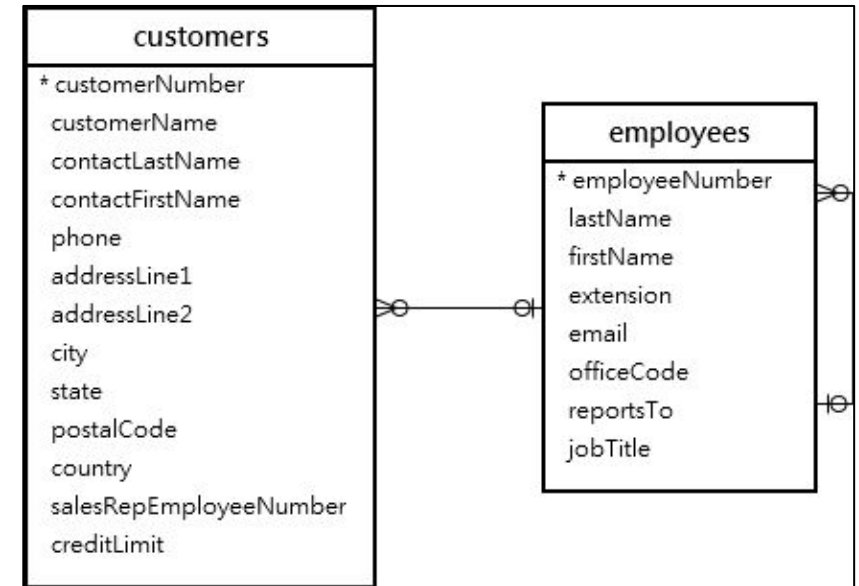 customers
* customerNumber
customerName
contactLastName
contactFirstName
phone
addressLine1
addressLine2
city
state
postalCode
country
salesRepEmployeeNumber
creditLimit
employees
* employeeNumber
lastName
firstName
extension
email
officeCode
reportsTo
jobTitle